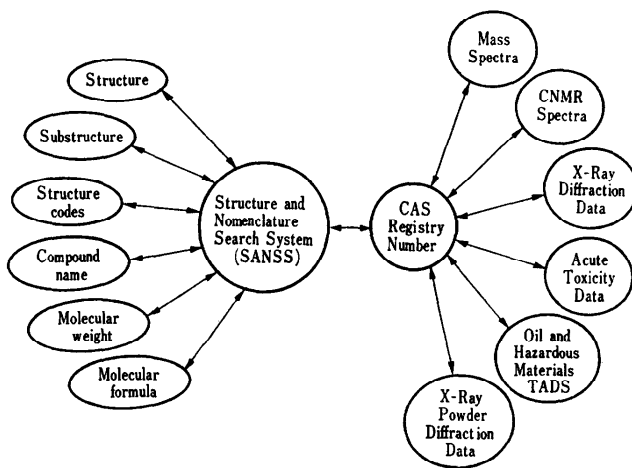 Structure
Substructure
Structure
codes
Compound
name
Molecular
weight
Molecular
formula
Structure and
Nomenclature
Search System
(SANSS)
CAS
Registry
Number
Mass
Spectra
CNMR
Spectra
X-Ray
Diffraction
Data
Acute
Toxicity
Data
Oil and
Hazardous
Materials
TADS
X-Ray
Powder
Diffraction
Data